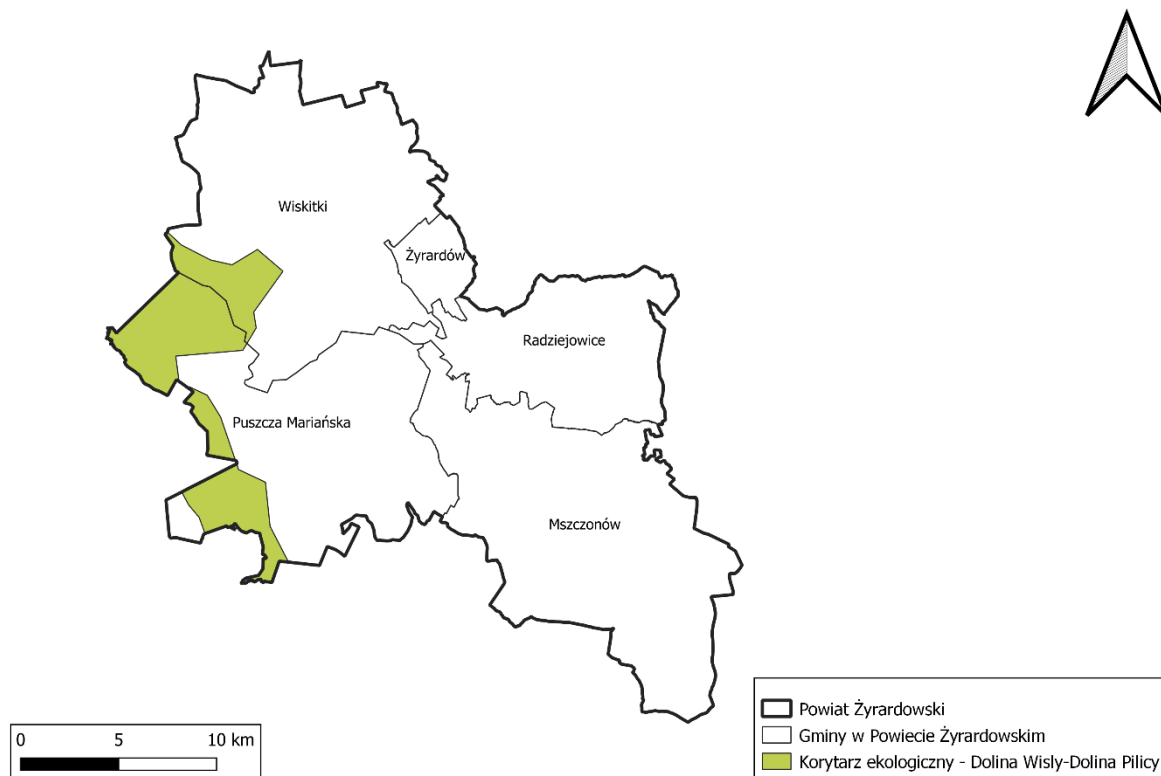 Wiskitki
Żyrardów
Radziejowice
Puszcza Mariańska
Mszczonów
0 5 10 km
Powiat Żyrardowski
Gminy w Powiecie Żyrardowskim
Korytarz ekologiczny - Dolina Wisly-Dolina Pilicy